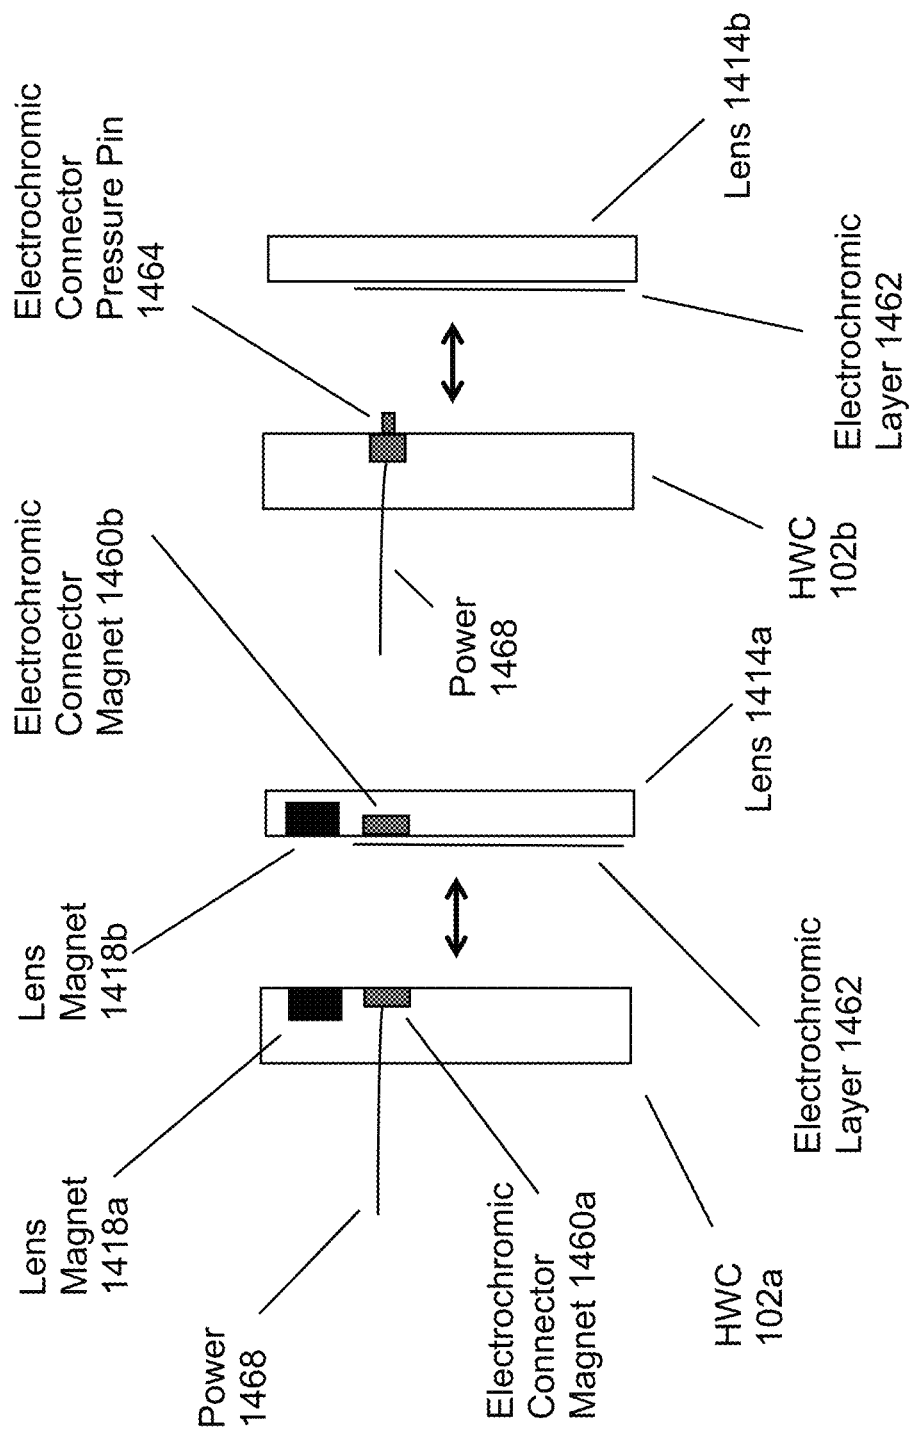 Lens
Magnet
1418a
Lens
Magnet
1418b
Electrochromic
Connector
Magnet 1460b
Electrochromic
Connector
Pressure Pin
1464
Power
1468
Electrochromic
Connector
Magnet 1460a
HWC
102a
Electrochromic
Layer 1462
Lens 1414a
Power
1468
HWC
102b
Electrochromic
Layer 1462
Lens 1414b